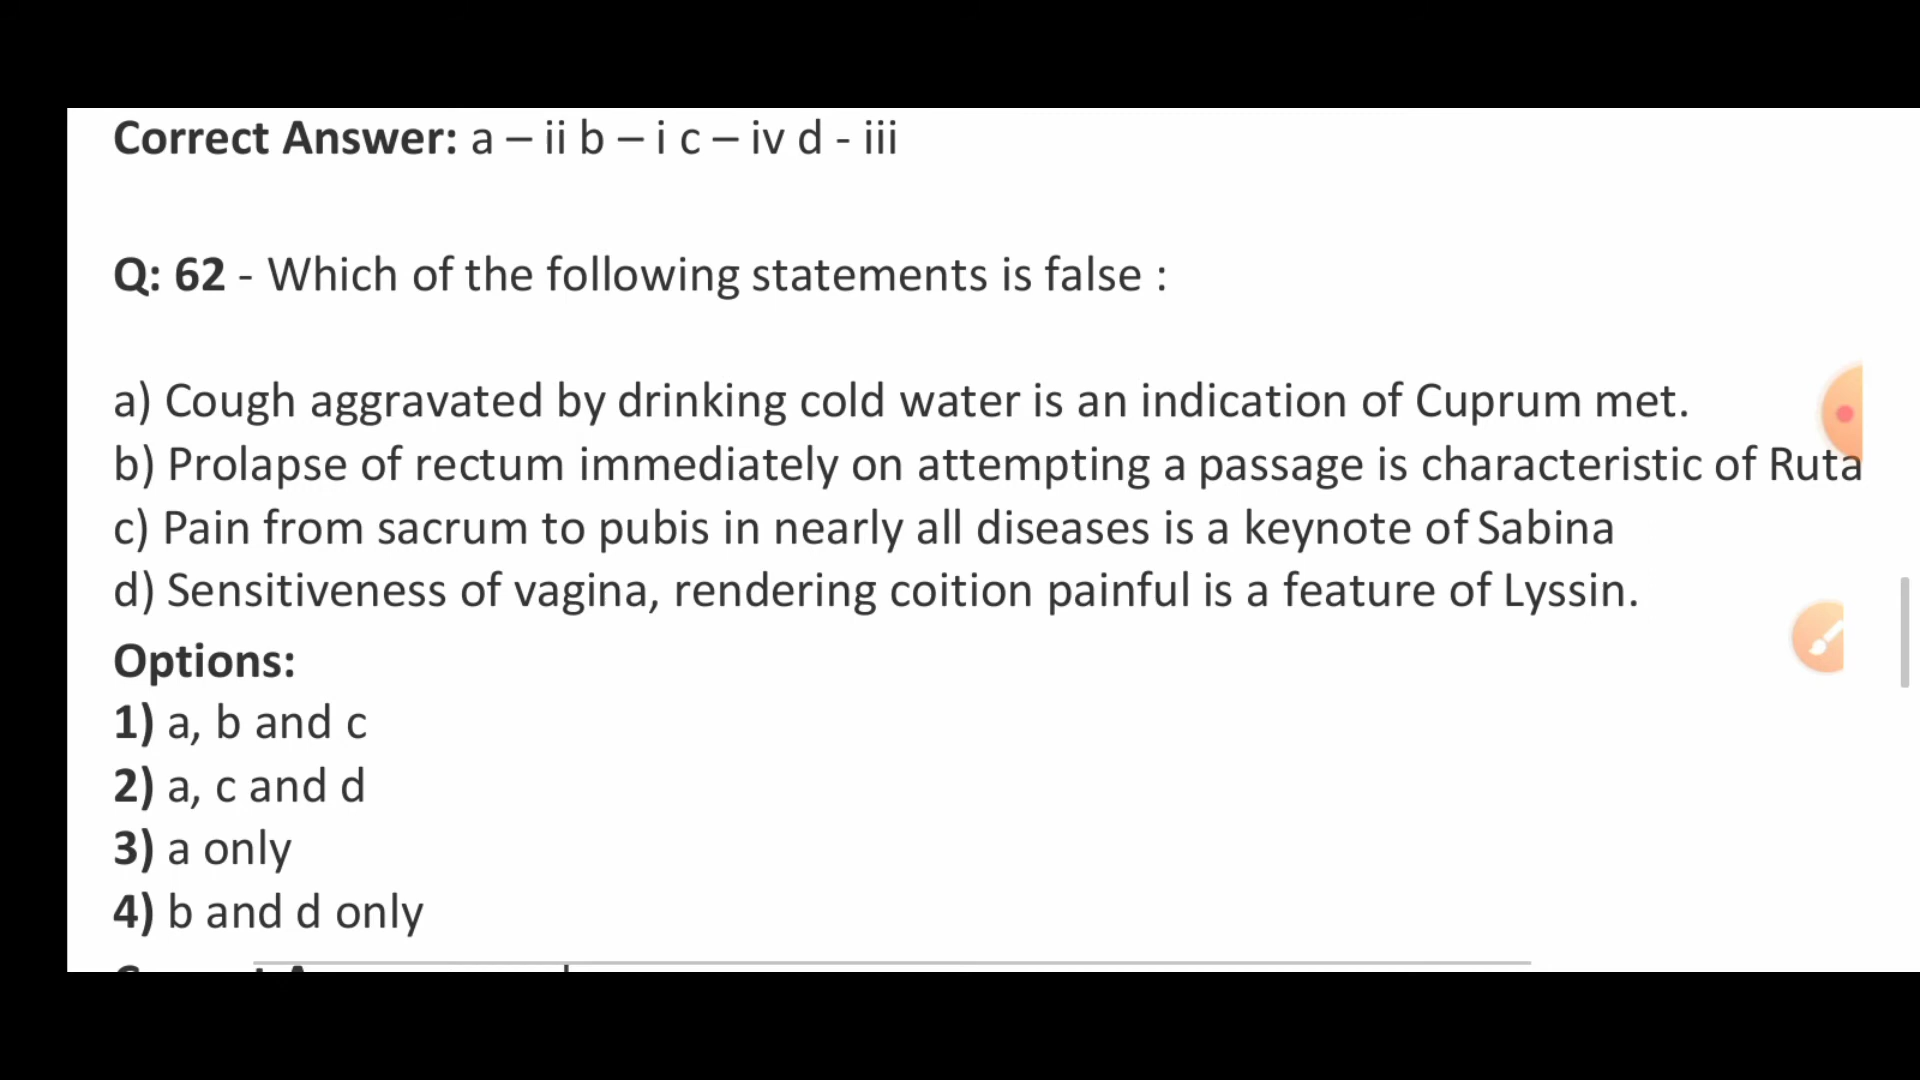 Correct Answer: a – ii b – i c – iv d - iii
Q: 62 - Which of the following statements is false :
a) Cough aggravated by drinking cold water is an indication of Cuprum met.
b) Prolapse of rectum immediately on attempting a passage is characteristic of Ruta
c) Pain from sacrum to pubis in nearly all diseases is a keynote of Sabina
d) Sensitiveness of vagina, rendering coition painful is a feature of Lyssin.
Options:
1) a, b and c
2) a, c and d
3) a only
4) b and d only